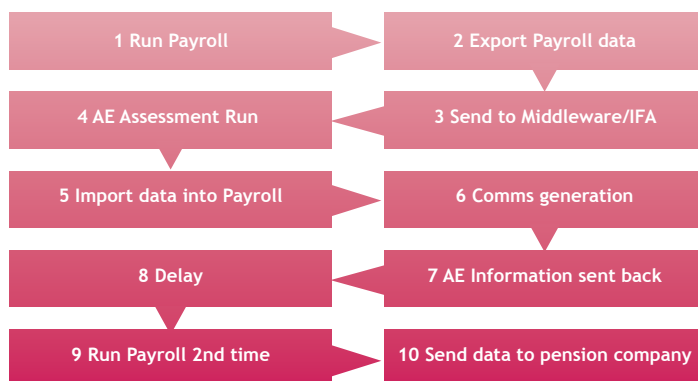 1 Run Payroll
2 Export Payroll data
3 Send to Middleware/IFA
4 AE Assessment Run
5 Import data into Payroll
6 Comms generation
7 AE Information sent back
8 Delay
9 Run Payroll 2nd time
10 Send data to pension company